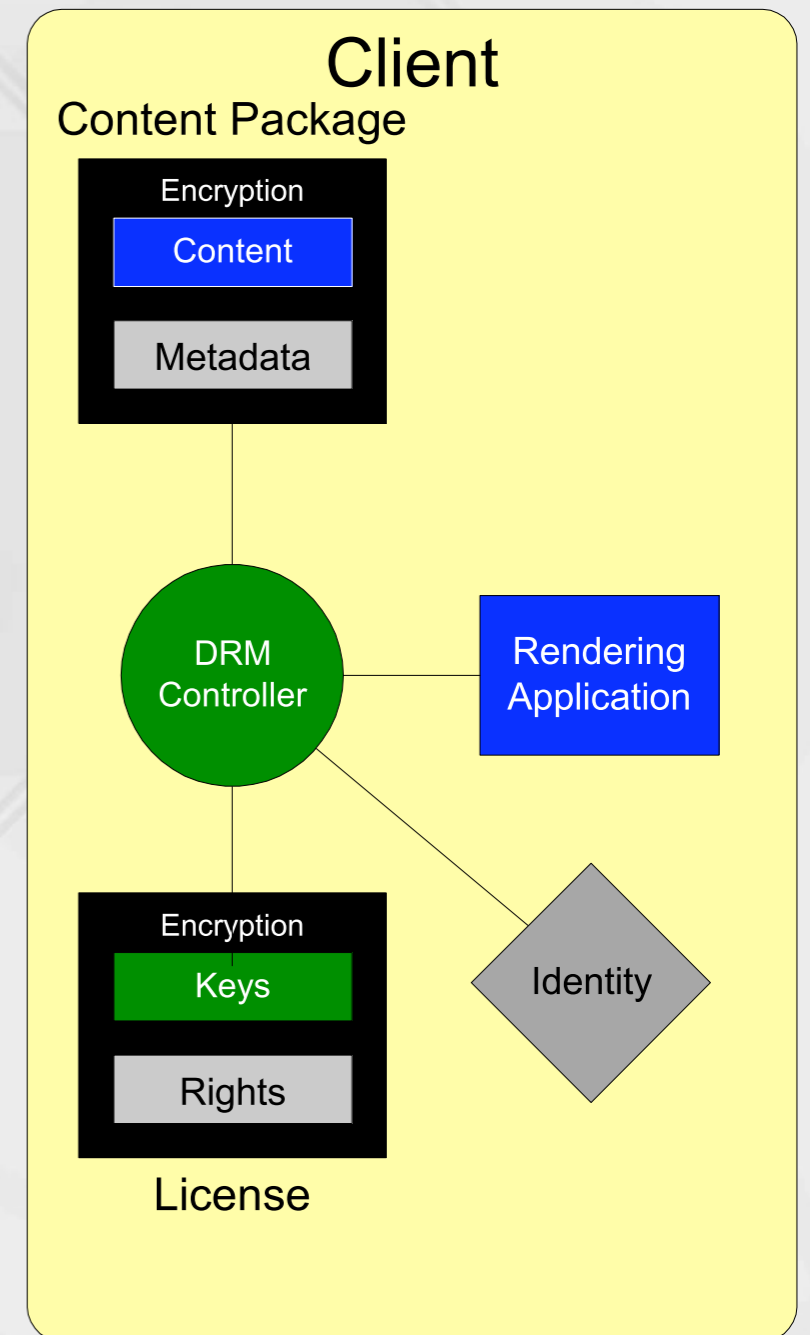 Client
Content Package
Encryption
Content
Metadata
DRM
Controller
Rendering
Application
Encryption
Keys
Identity
Rights
License